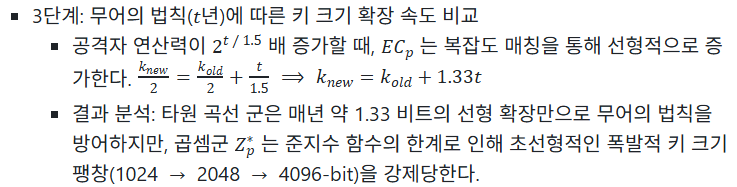 ▪ 3단계: 무어의 법칙(t년)에 따른 키 크기 확장 속도 비교
▪ 공격자 연산력이 2^{t / 1.5} 배 증가할 때, EC_p 는 복잡도 매칭을 통해 선형적으로 증
가한다. \frac{k_{new}}{2} = \frac{k_{old}}{2} + \frac{t}{1.5} ⟹ k_{new} = k_{old} + 1.33t
▪ 결과 분석: 타원 곡선 군은 매년 약 1.33 비트의 선형 확장만으로 무어의 법칙을
방어하지만, 곱셈군 Z_p^* 는 준지수 함수의 한계로 인해 초선형적인 폭발적 키 크기
팽창(1024 → 2048 → 4096-bit)을 강제당한다.